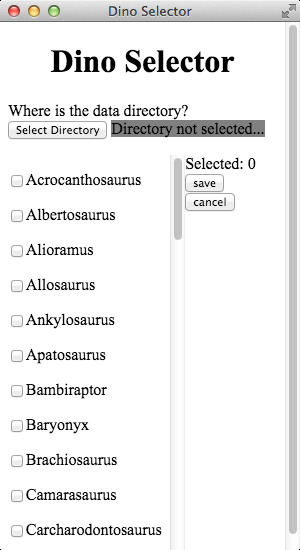 Dino Selector
Dino Selector
Where is the data directory?
Select Directory Directory not selected...
Selected: 0
save
cancel
Acrocanthosaurus
Albertosaurus
Alioramus
Allosaurus
Ankylosaurus
Apatosaurus
Bambiraptor
Baryonyx
Brachiosaurus
Camarasaurus
Carcharodontosaurus